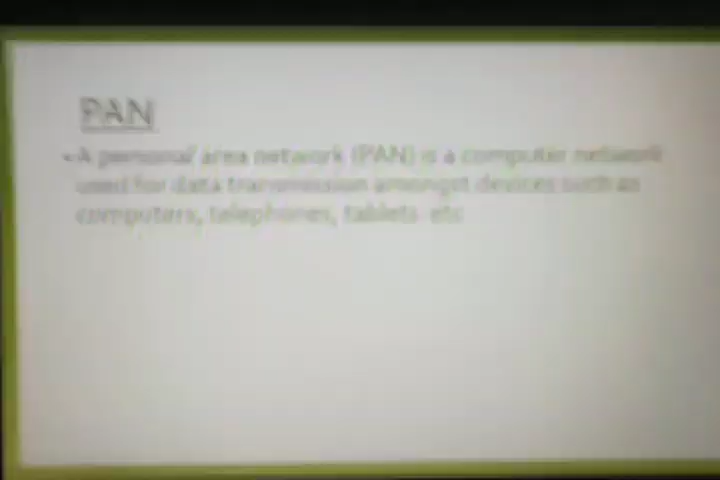 PAN
• A personal area network (PAN) is a computer network
used for data transmission amongst devices such as
computers, telephones, tablets etc